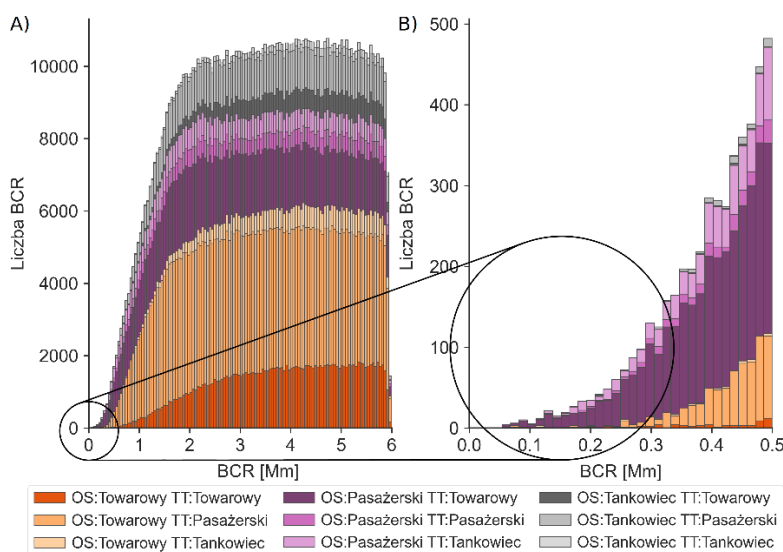 A)
Liczba BCR
10000
8000
6000
4000
2000
0
0 1 2 3 4 5 6
BCR [Mm]
B)
Liczba BCR
500
400
300
200
100
0
0.0 0.1 0.2 0.3 0.4 0.5
BCR [Mm]
OS:Towarowy TT:Towarowy
OS:Towarowy TT:Pasażerski
OS:Towarowy TT:Tankowiec
OS:Pasażerski TT:Towarowy
OS:Pasażerski TT:Pasażerski
OS:Pasażerski TT:Tankowiec
OS:Tankowiec TT:Towarowy
OS:Tankowiec TT:Pasażerski
OS:Tankowiec TT:Tankowiec